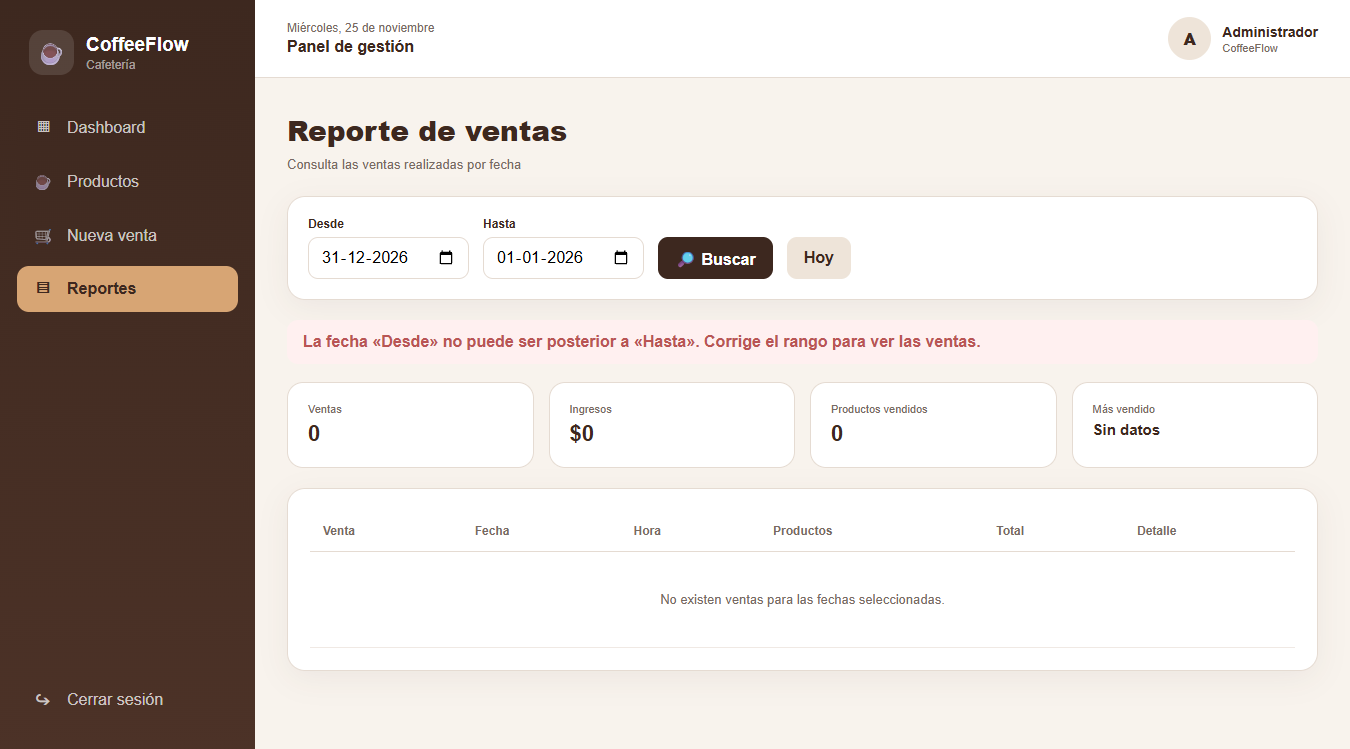 CoffeeFlow
Cafetería
Dashboard
Productos
Nueva venta
Reportes
Cerrar sesión
Miércoles, 25 de noviembre
Panel de gestión
A
Administrador
CoffeeFlow
Reporte de ventas
Consulta las ventas realizadas por fecha
Desde
Hasta
31-12-2026
01-01-2026
Buscar
Hoy
La fecha «Desde» no puede ser posterior a «Hasta». Corrige el rango para ver las ventas.
Ventas
0
Ingresos
$0
Productos vendidos
0
Más vendido
Sin datos
Venta Fecha Hora Productos Total Detalle
No existen ventas para las fechas seleccionadas.